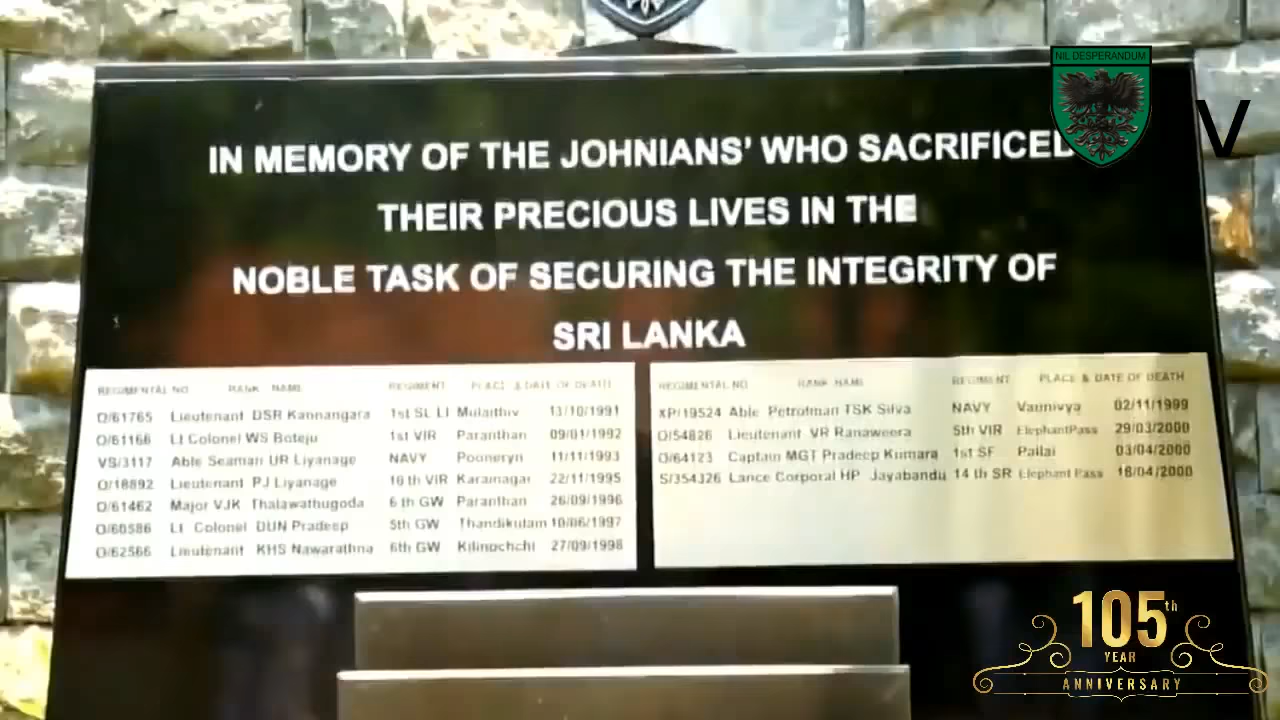 NIL DESPERANDUM
V
IN MEMORY OF THE JOHNIANS' WHO SACRIFICED
THEIR PRECIOUS LIVES IN THE
NOBLE TASK OF SECURING THE INTEGRITY OF
SRI LANKA
REGIMENTAL NO RANK NAME REGIMENT PLACE & DATE OF DEATH
O/61765 Lieutenant DSR Kannangara 1st SL LI Mulaithiv 13/10/1991
O/61166 Lt Colonel WS Boteju 1st VIR Paranthan 09/01/1992
VS/3117 Able Seaman UR Liyanage NAVY Pooneryn 11/11/1993
O/18892 Lieutenant PJ Liyanage 10 th VIR Karainagar 22/11/1995
O/61462 Major VJK Thalawathugoda 6 th GW Paranthan 26/09/1996
O/60586 Lt Colonel DUN Pradeep 5th GW Thandikulam 10/06/1997
O/62566 Lieutenant KHS Nawarathna 6th GW Kilinochchi 27/09/1998
REGIMENTAL NO RANK NAME REGIMENT PLACE & DATE OF DEATH
XP/19524 Able Petrolman TSK Silva NAVY Vaunivya 02/11/1999
O/54826 Lieutenant VR Ranaweera 5th VIR ElephantPass 29/03/2000
O/64123 Captain MGT Pradeep Kumara 1st SF Pallai 03/04/2000
S/354326 Lance Corporal HP Jayabandu 14 th SR Elephant Pass 18/04/2000
105th
YEAR
ANNIVERSARY